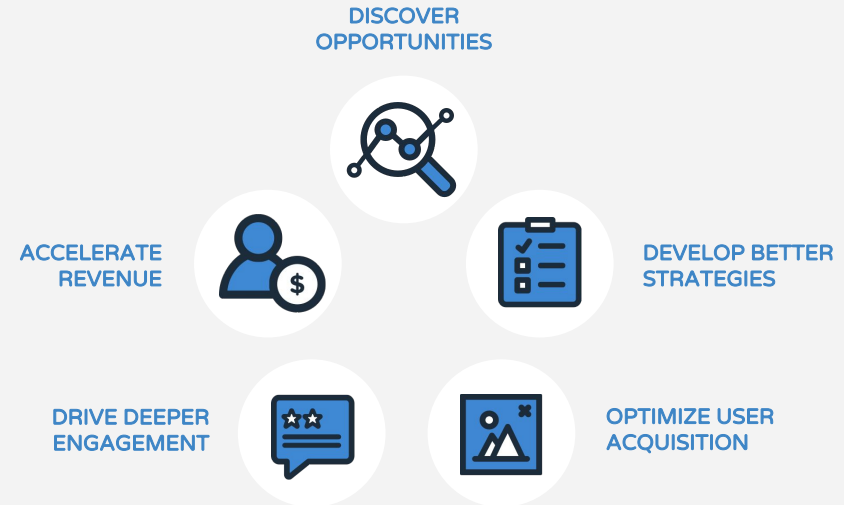 DISCOVER
OPPORTUNITIES
ACCELERATE
REVENUE
$
DEVELOP BETTER
STRATEGIES
DRIVE DEEPER
ENGAGEMENT
OPTIMIZE USER
ACQUISITION